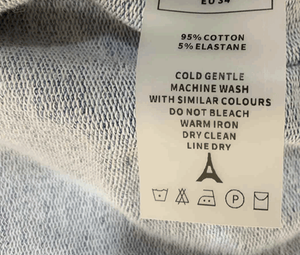 EU 34
95% COTTON
5% ELASTANE
COLD GENTLE
MACHINE WASH
WITH SIMILAR COLOURS
DO NOT BLEACH
WARM IRON
DRY CLEAN
LINE DRY
P